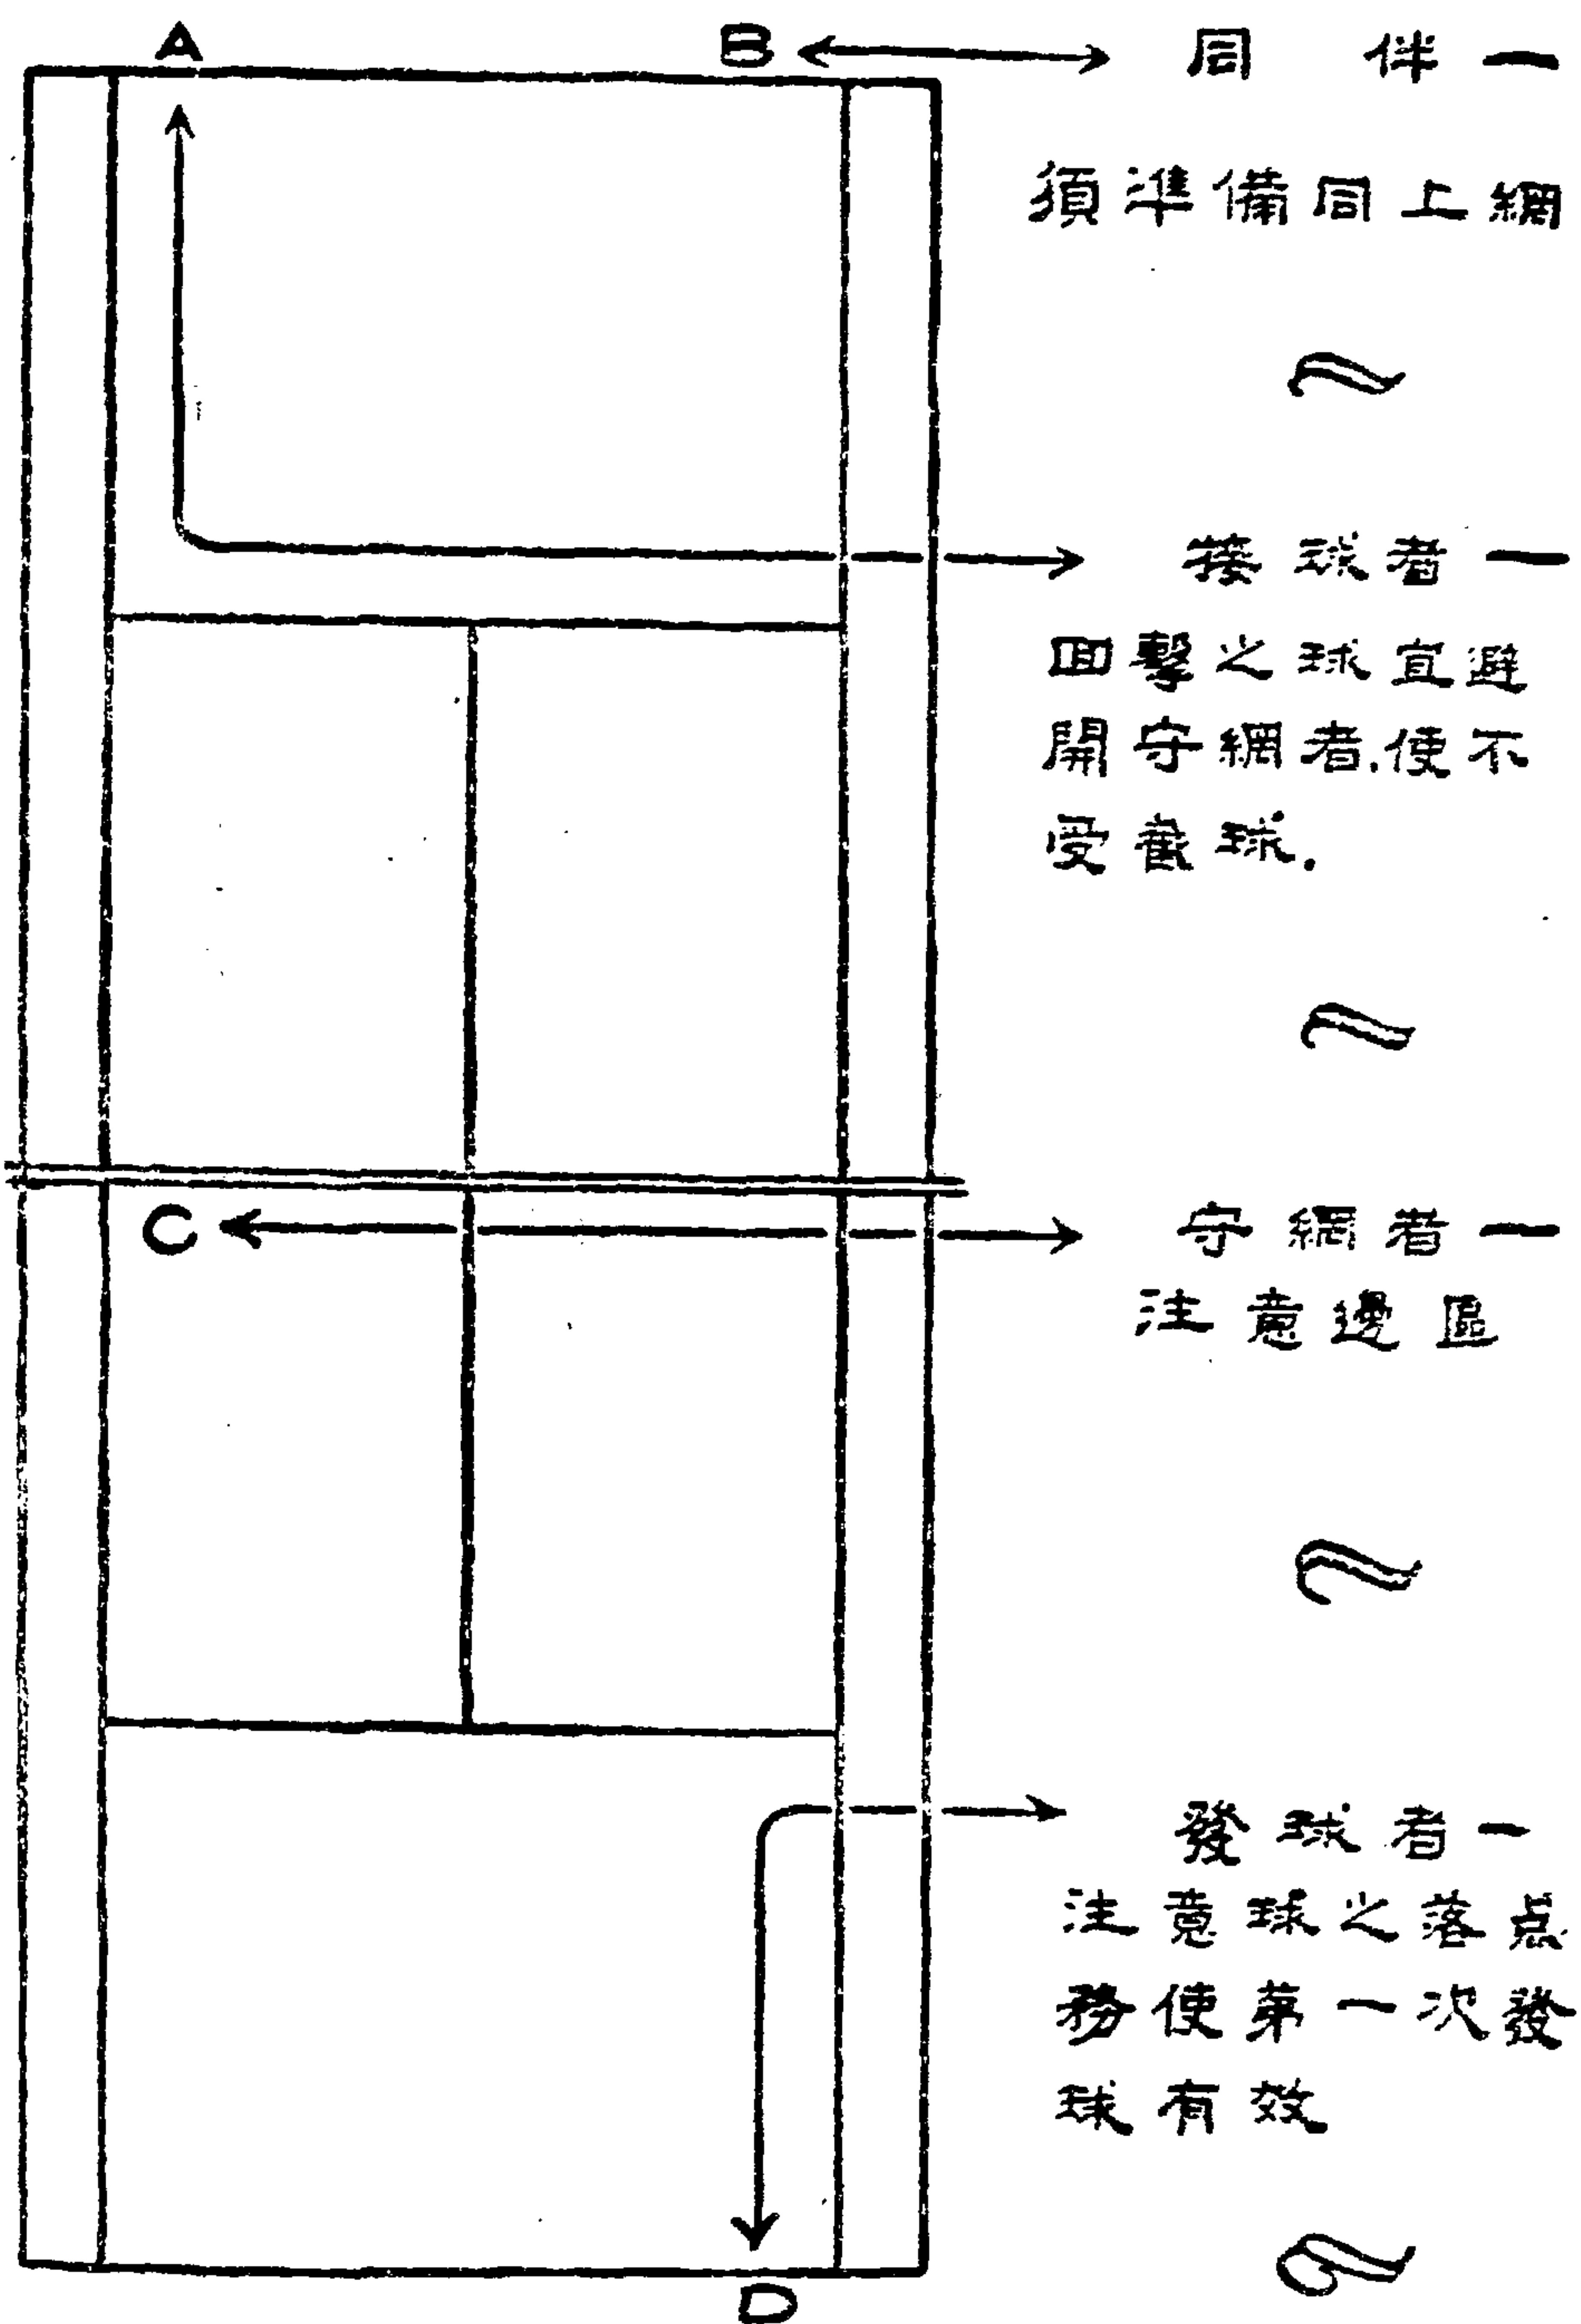 A
B
同伴一
須準備同上網
接球者一
回擊之球宜避
開守網者.使不
受截球.
C
守網者一
注意邊區
發球者一
注意球之落点
務使第一次發
球有效
D